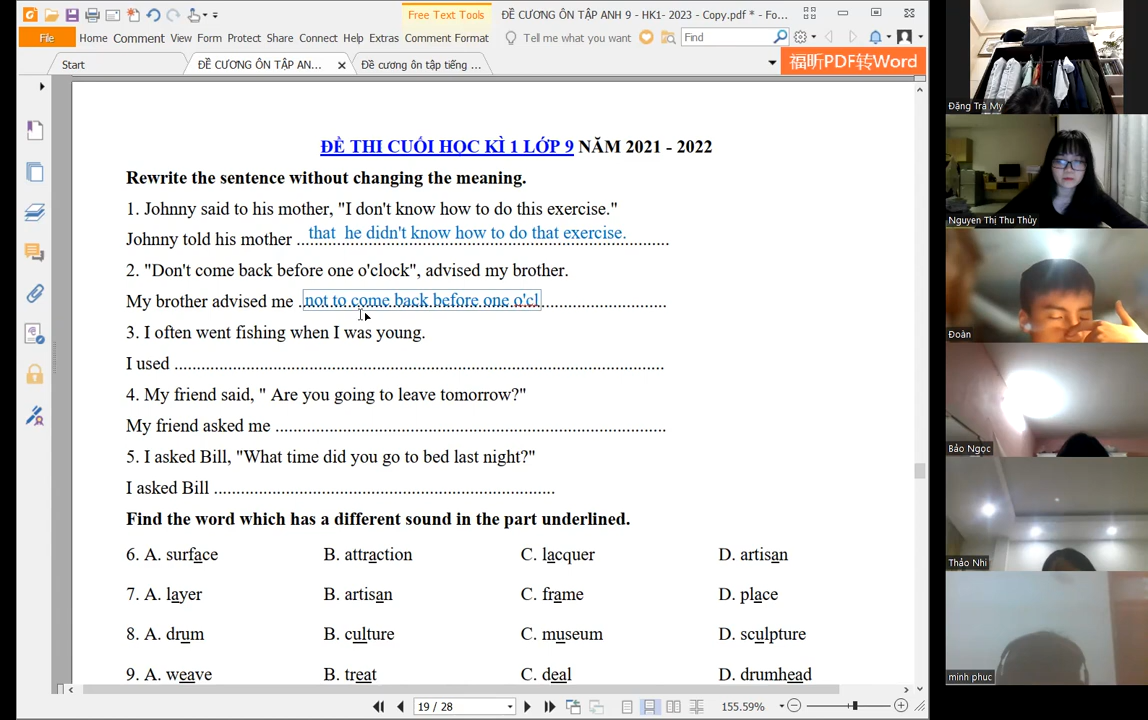 Free Text Tools
ĐỀ CƯƠNG ÔN TẬP ANH 9 - HK1- 2023 - Copy.pdf * - Fo...
File Home Comment View Form Protect Share Connect Help Extras Comment Format Tell me what you want Find
Start ĐỀ CƯƠNG ÔN TẬP AN... Đề cương ôn tập tiếng ... 福昕PDF转Word
ĐỀ THI CUỐI HỌC KÌ 1 LỚP 9 NĂM 2021 - 2022
Rewrite the sentence without changing the meaning.
1. Johnny said to his mother, "I don't know how to do this exercise."
Johnny told his mother ... that he didn't know how to do that exercise.
2. "Don't come back before one o'clock", advised my brother.
My brother advised me . not to come back before one o'cl
3. I often went fishing when I was young.
I used ....................................................................................................
4. My friend said, " Are you going to leave tomorrow?"
My friend asked me ................................................................................
5. I asked Bill, "What time did you go to bed last night?"
I asked Bill .......................................................................
Find the word which has a different sound in the part underlined.
6. A. surface B. attraction C. lacquer D. artisan
7. A. layer B. artisan C. frame D. place
8. A. drum B. culture C. museum D. sculpture
9. A. weave B. treat C. deal D. drumhead
19 / 28 155.59%
Đặng Trà My
Nguyen Thị Thu Thủy
Đoàn
Bảo Ngọc
Thảo Nhi
minh phuc